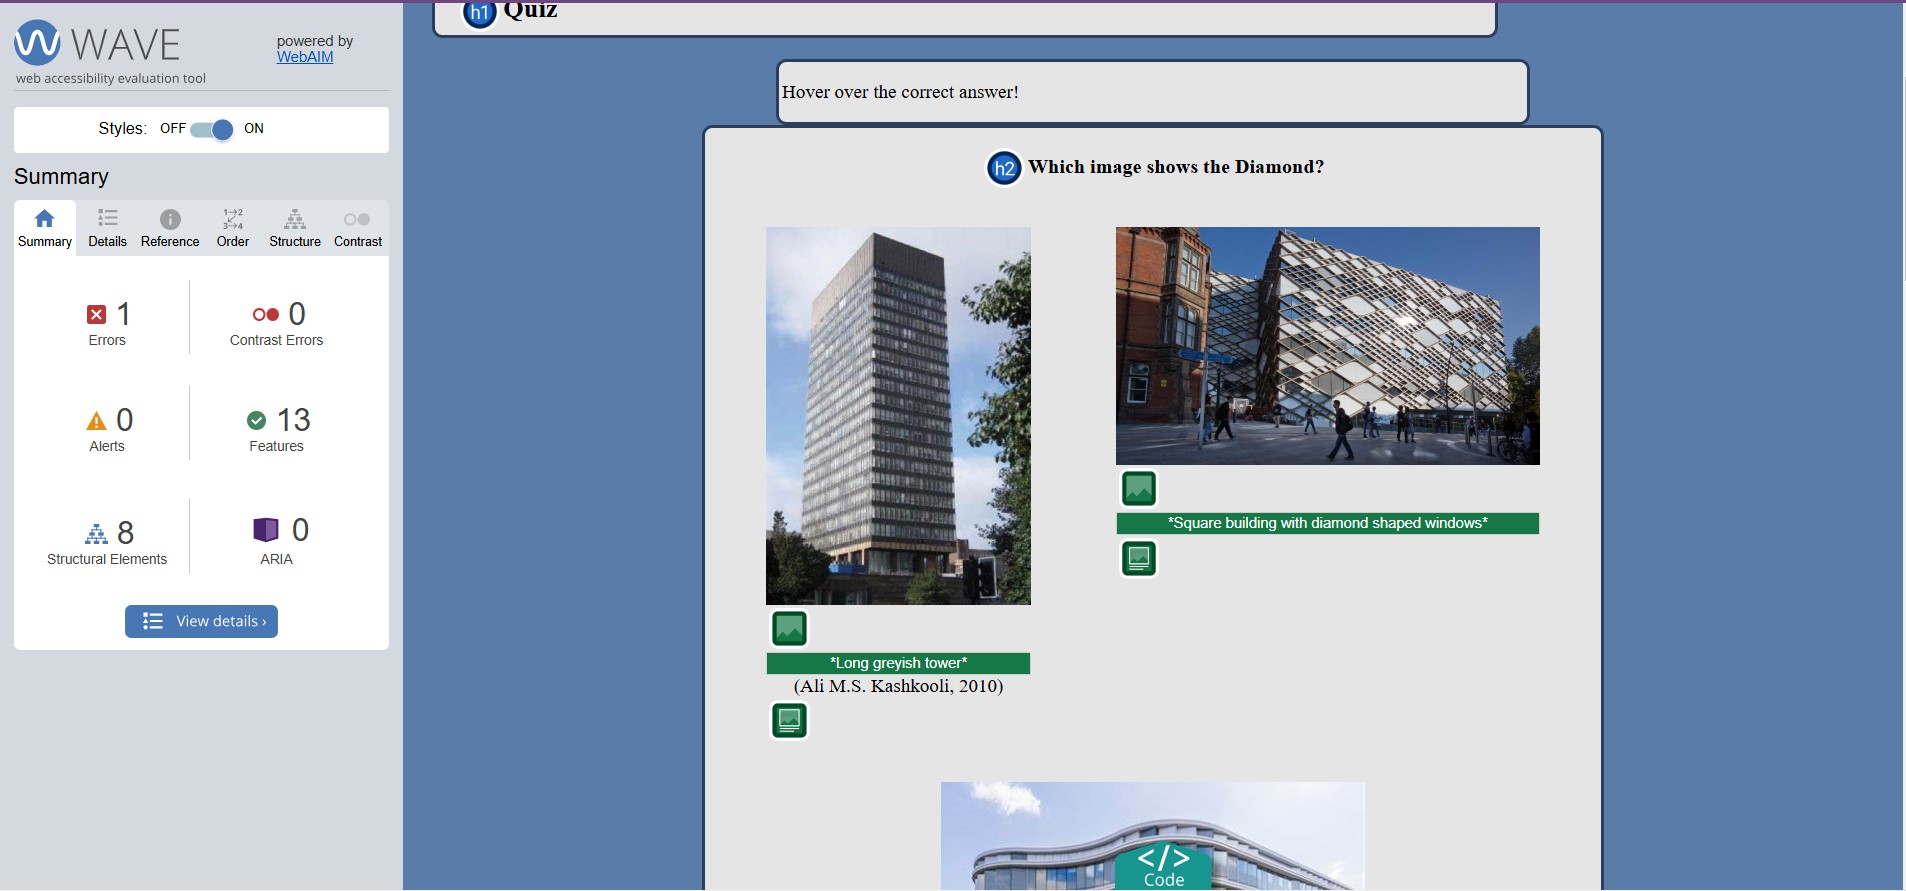 WAVE
web accessibility evaluation tool
powered by
WebAIM
Styles: OFF ON
Summary
Summary Details Reference Order Structure Contrast
1
Errors
0
Contrast Errors
0
Alerts
13
Features
8
Structural Elements
0
ARIA
View details ›
h1 Quiz
Hover over the correct answer!
h2 Which image shows the Diamond?
*Square building with diamond shaped windows*
*Long greyish tower*
(Ali M.S. Kashkooli, 2010)
</>
Code